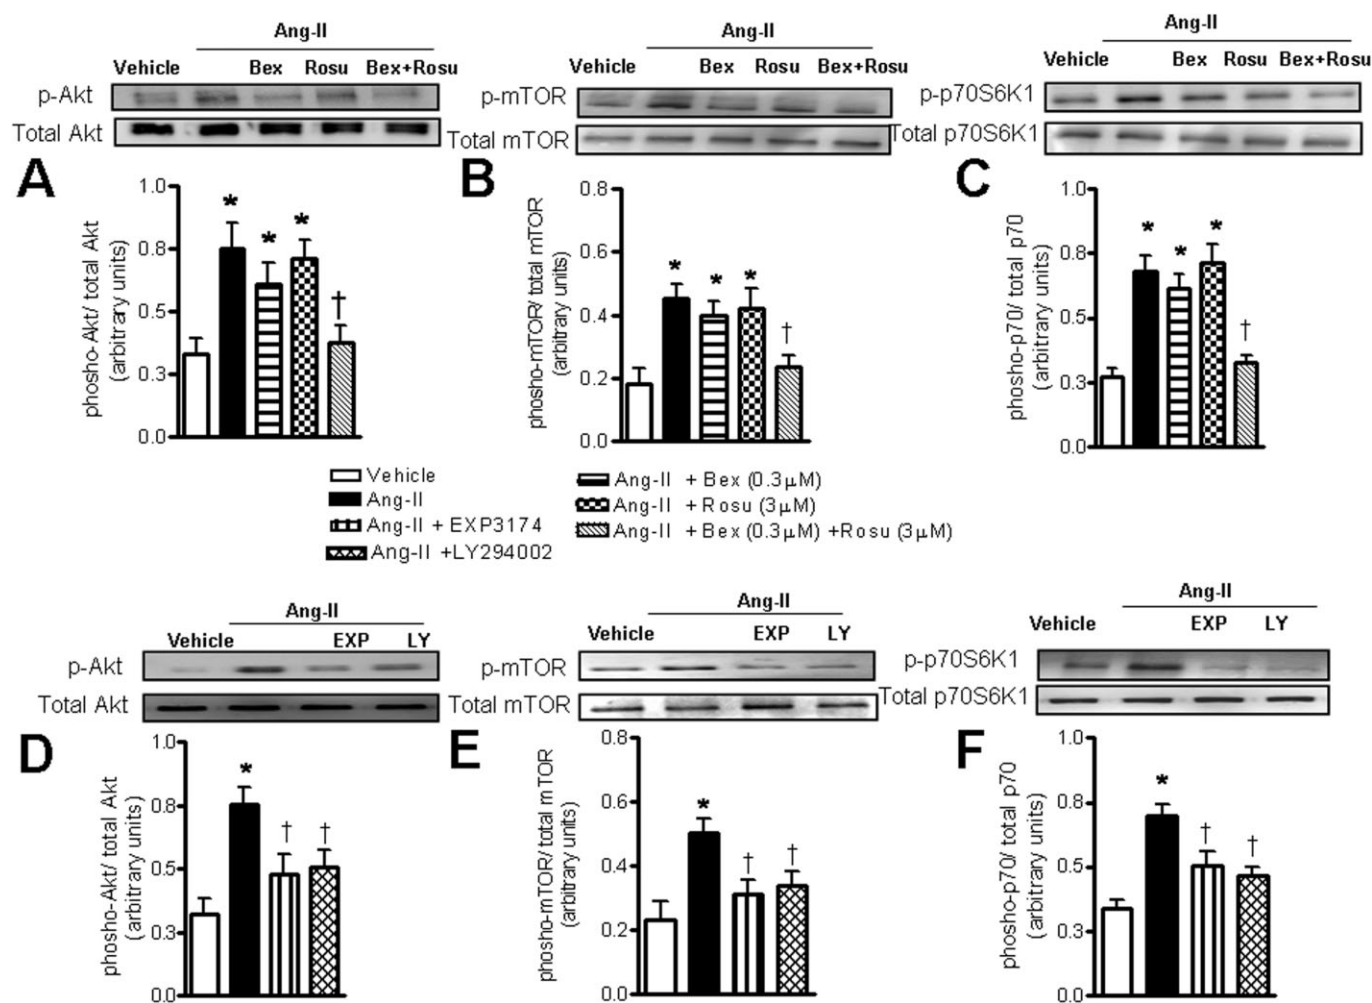 Ang-II
Vehicle Bex Rosu Bex+Rosu
p-Akt
Total Akt
Ang-II
Vehicle Bex Rosu Bex+Rosu
p-mTOR
Total mTOR
Ang-II
Vehicle Bex Rosu Bex+Rosu
p-p70S6K1
Total p70S6K1
A
phosho-Akt/ total Akt
(arbitrary units)
1.0
0.8
0.5
0.3
0.0
* * * †
B
phosho-mTOR/ total mTOR
(arbitrary units)
0.8
0.6
0.4
0.2
0.0
* * * †
C
phosho-p70/ total p70
(arbitrary units)
1.0
0.8
0.5
0.3
0.0
* * * †
Vehicle
Ang-II
Ang-II + EXP3174
Ang-II +LY294002
Ang-II + Bex (0.3µM)
Ang-II + Rosu (3µM)
Ang-II + Bex (0.3µM) +Rosu (3µM)
Ang-II
Vehicle EXP LY
p-Akt
Total Akt
Ang-II
Vehicle EXP LY
p-mTOR
Total mTOR
Ang-II
Vehicle EXP LY
p-p70S6K1
Total p70S6K1
D
phosho-Akt/ total Akt
(arbitrary units)
1.0
0.8
0.5
0.3
0.0
* † †
E
phosho-mTOR/ total mTOR
(arbitrary units)
0.8
0.6
0.4
0.2
0.0
* † †
F
phosho-p70/ total p70
(arbitrary units)
1.0
0.8
0.5
0.3
0.0
* † †